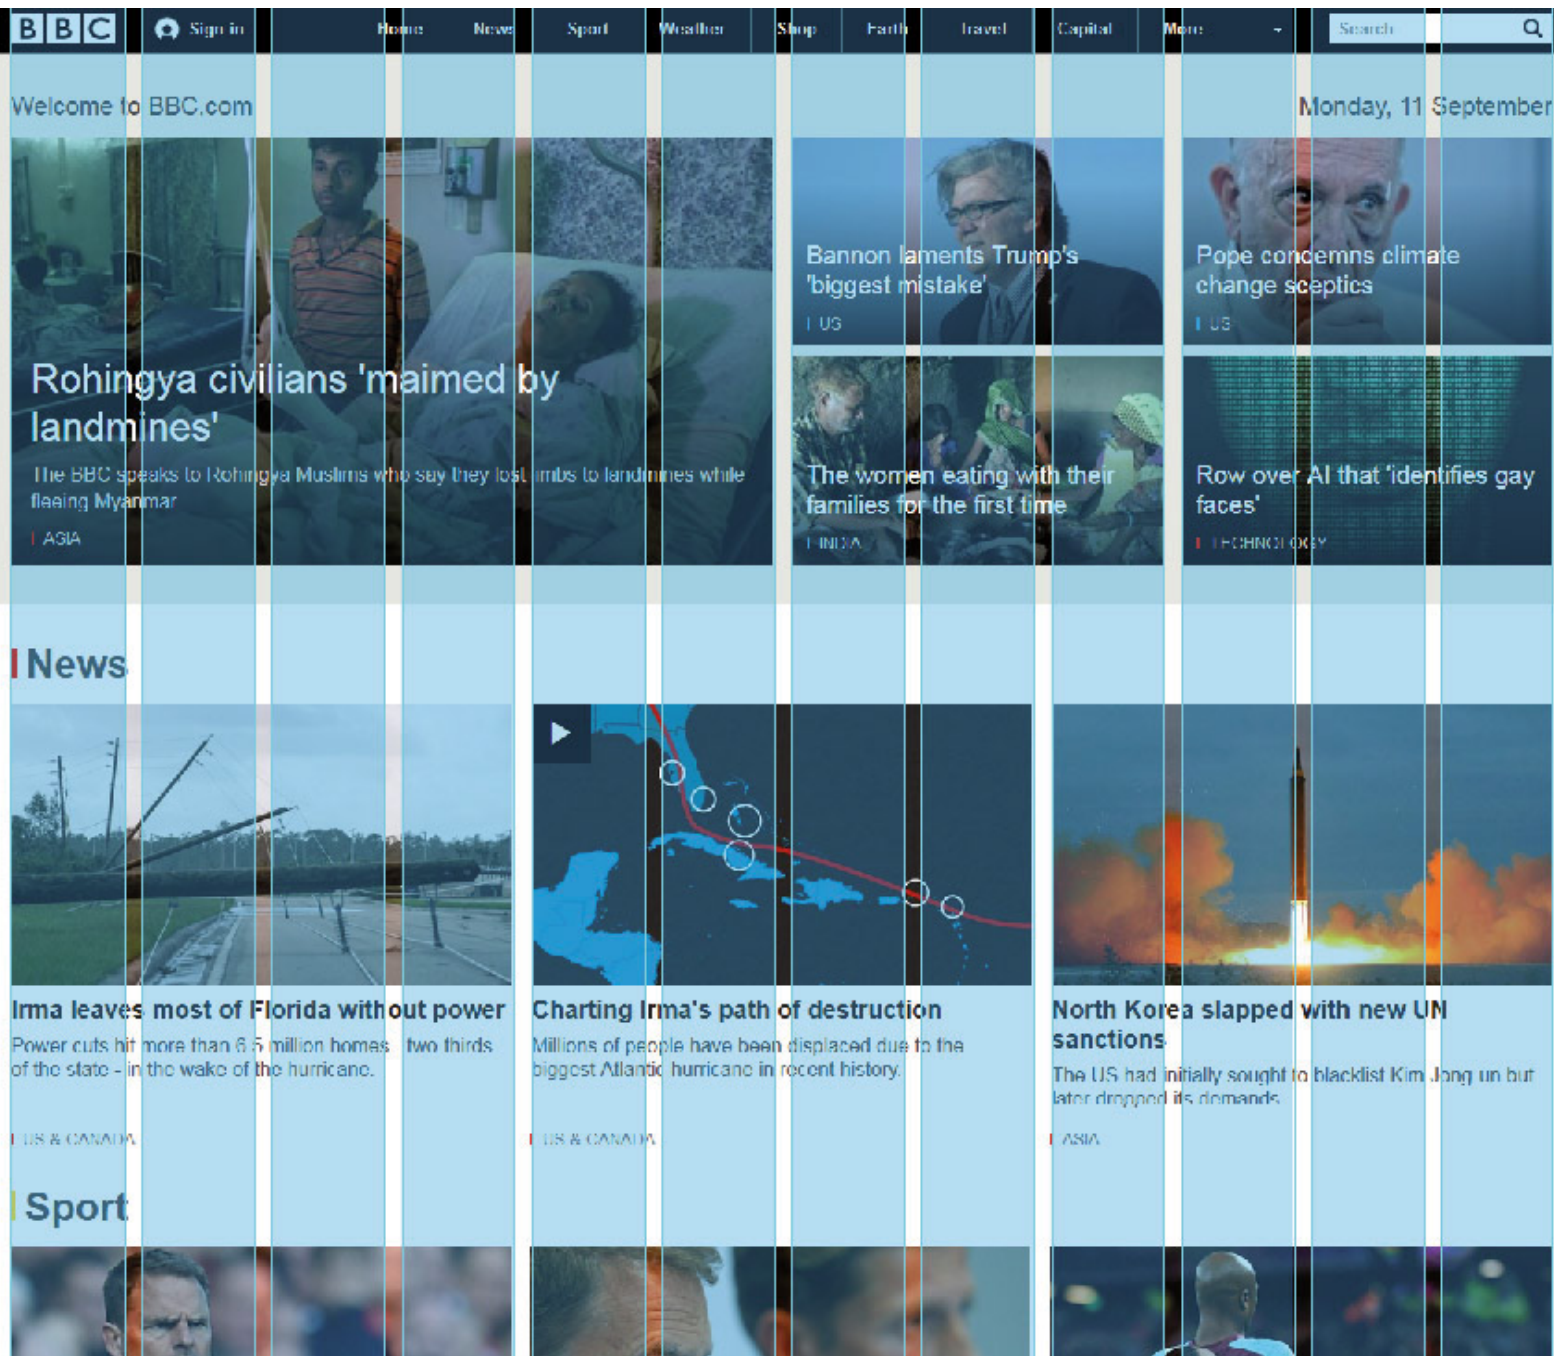 BBC
Sign in
Home
News
Sport
Weather
Shop
Earth
Travel
Capital
More
Search
Welcome to BBC.com
Monday, 11 September
Rohingya civilians 'maimed by
landmines'
The BBC speaks to Rohingya Muslims who say they lost limbs to landmines while
fleeing Myanmar
ASIA
Bannon laments Trump's
'biggest mistake'
US
Pope concemns climate
change sceptics
US
The women eating with their
families for the first time
INDIA
Row over AI that 'identifies gay
faces'
TECHNOLOGY
News
Irma leaves most of Florida without power
Power cuts hit more than 6.5 million homes - two thirds
of the state - in the wake of the hurricane.
US & CANADA
Charting Irma's path of destruction
Millions of people have been displaced due to the
biggest Atlantic hurricane in recent history.
US & CANADA
North Korea slapped with new UN
sanctions
The US had initially sought to blacklist Kim Jong-un but
later dropped its demands
ASIA
Sport